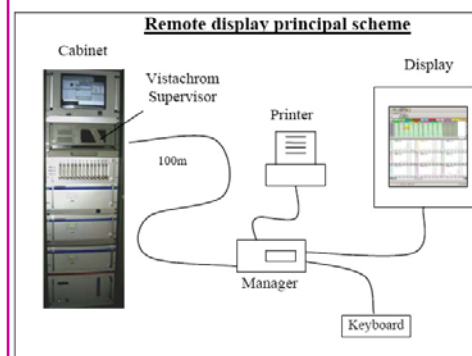 Remote display principal scheme
Cabinet
Vistachrom
Supervisor
Display
Printer
100m
Manager
Keyboard